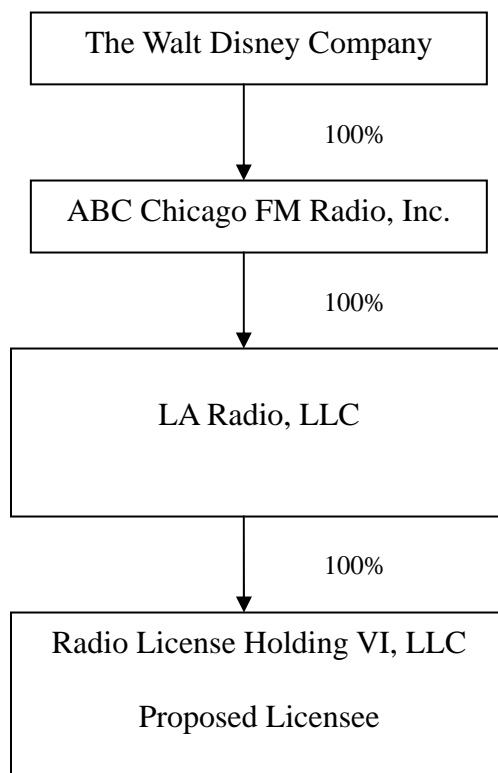 The Walt Disney Company
100%
ABC Chicago FM Radio, Inc.
100%
LA Radio, LLC
100%
Radio License Holding VI, LLC
Proposed Licensee